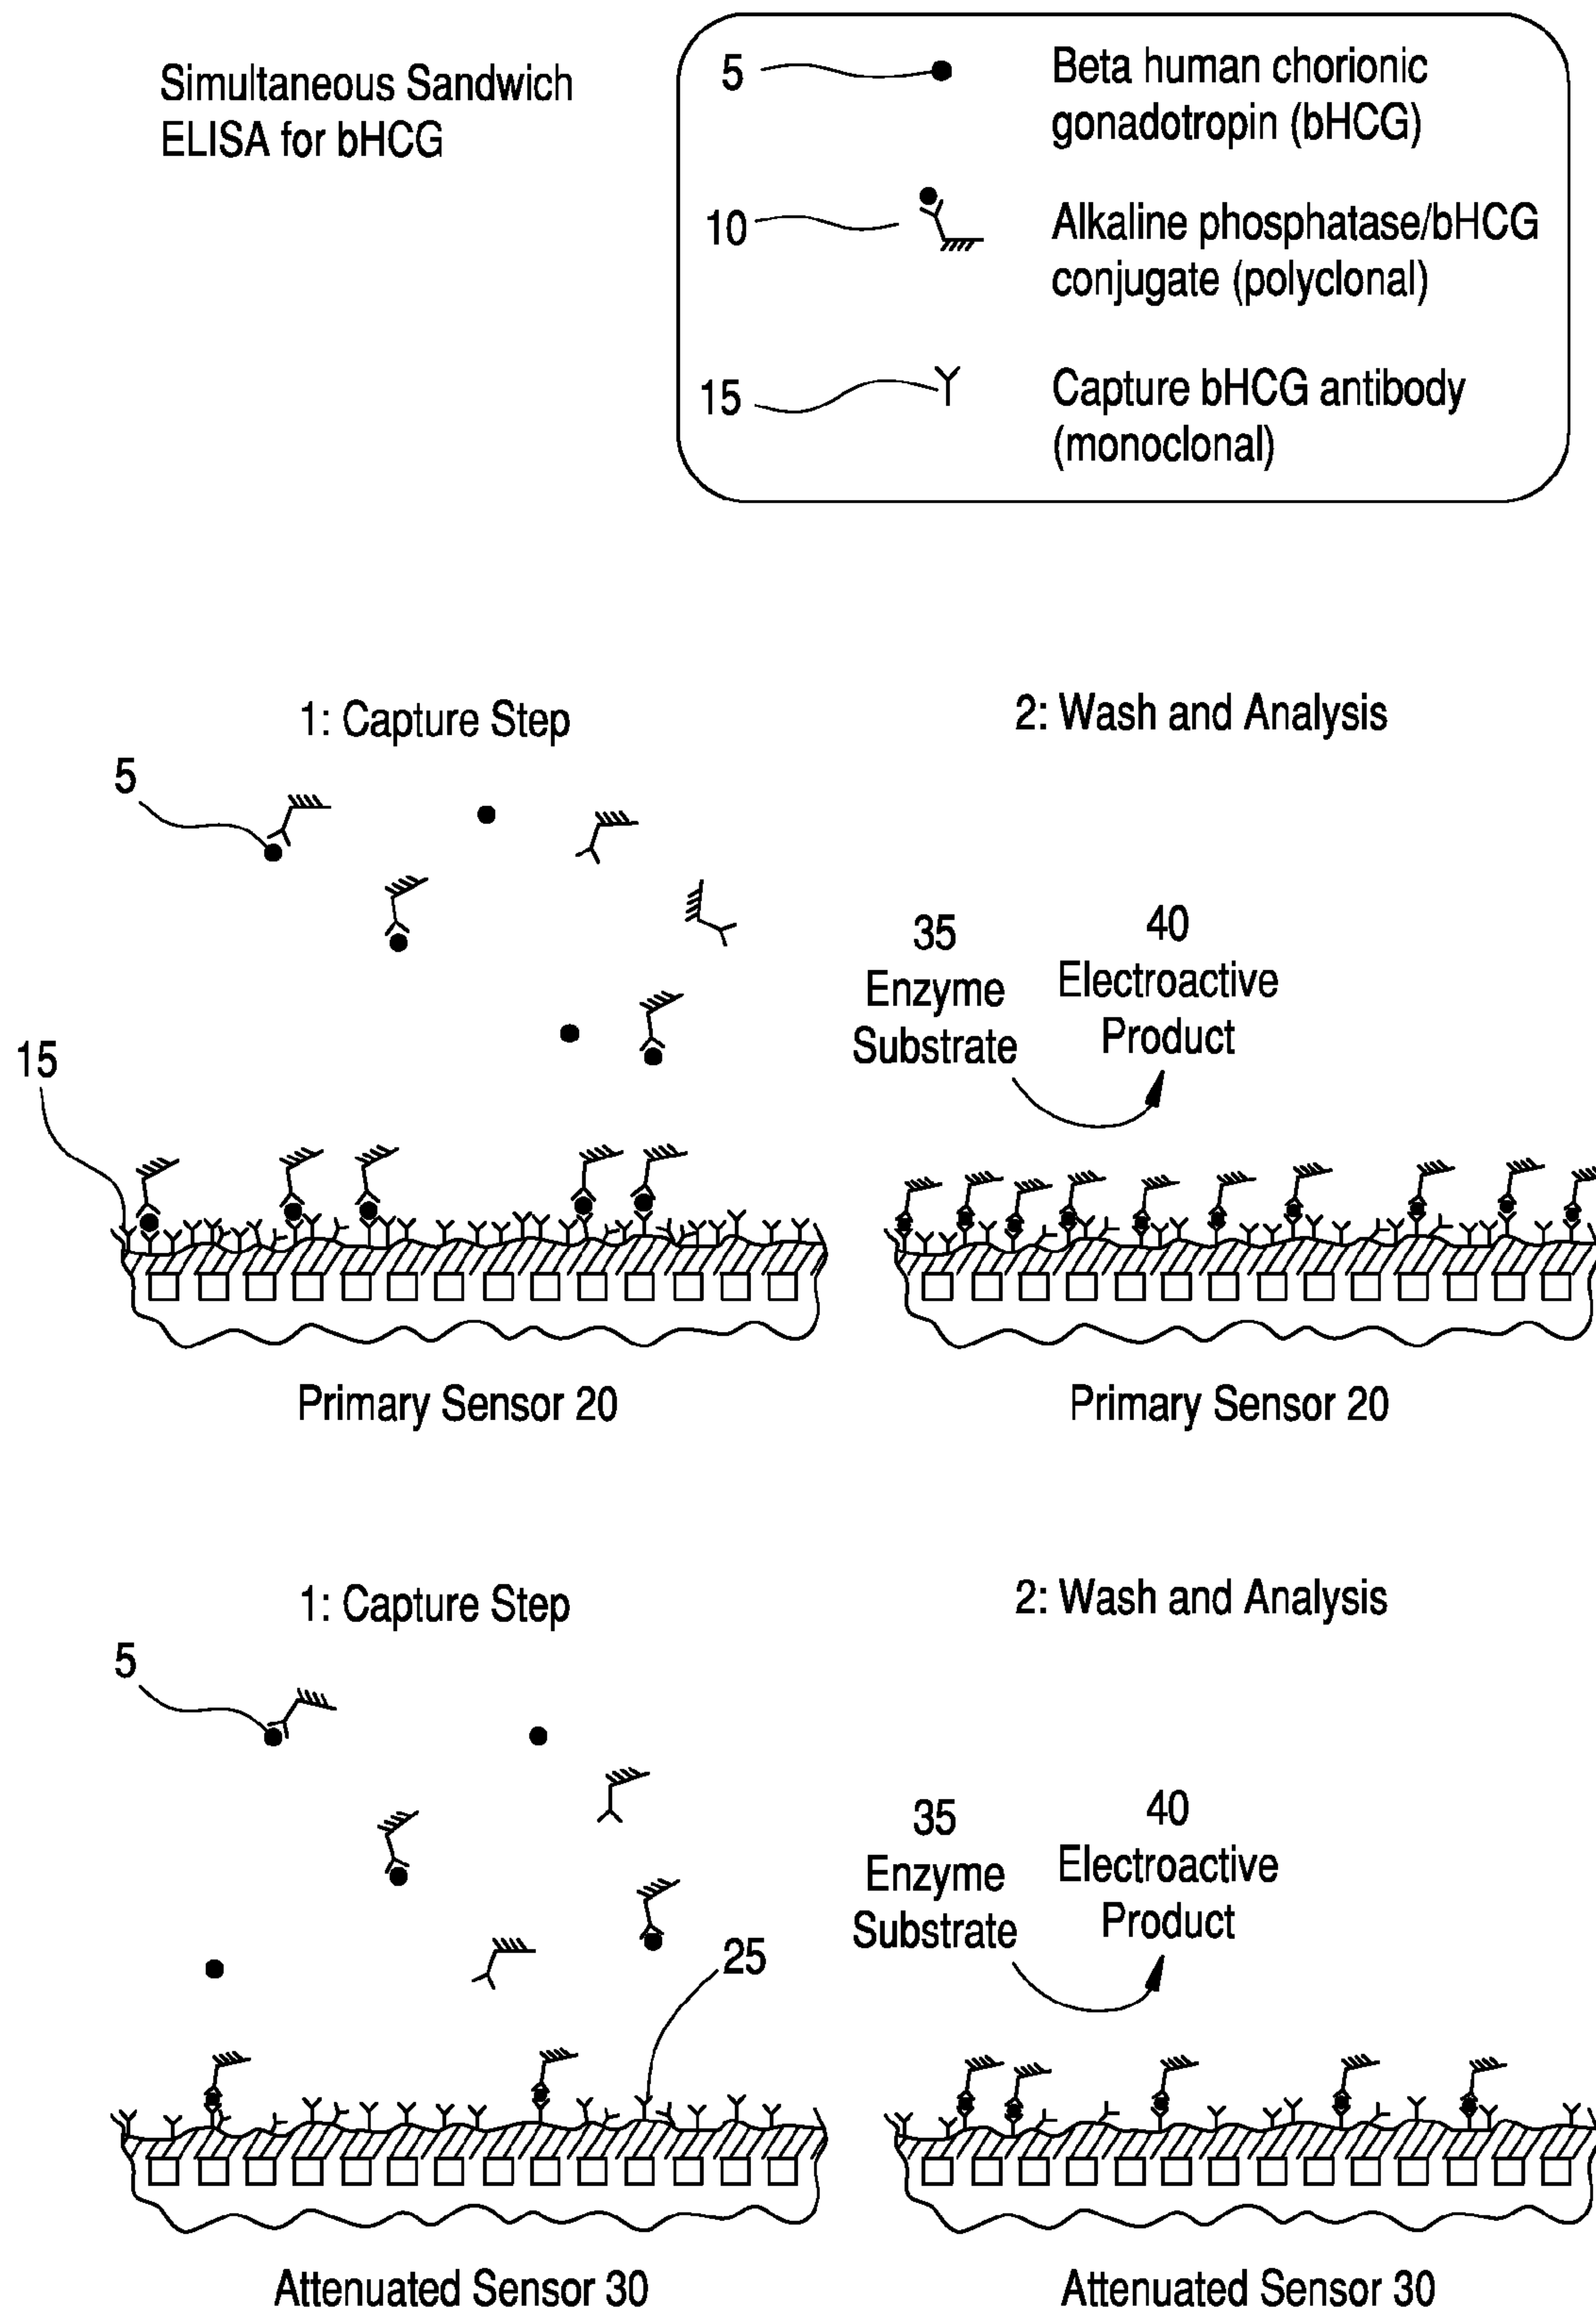 Simultaneous Sandwich
ELISA for bHCG
5
Beta human chorionic
gonadotropin (bHCG)
10
Alkaline phosphatase/bHCG
conjugate (polyclonal)
15
Capture bHCG antibody
(monoclonal)
1: Capture Step
2: Wash and Analysis
5
15
35
Enzyme
Substrate
40
Electroactive
Product
Primary Sensor 20
Primary Sensor 20
1: Capture Step
2: Wash and Analysis
5
25
35
Enzyme
Substrate
40
Electroactive
Product
Attenuated Sensor 30
Attenuated Sensor 30